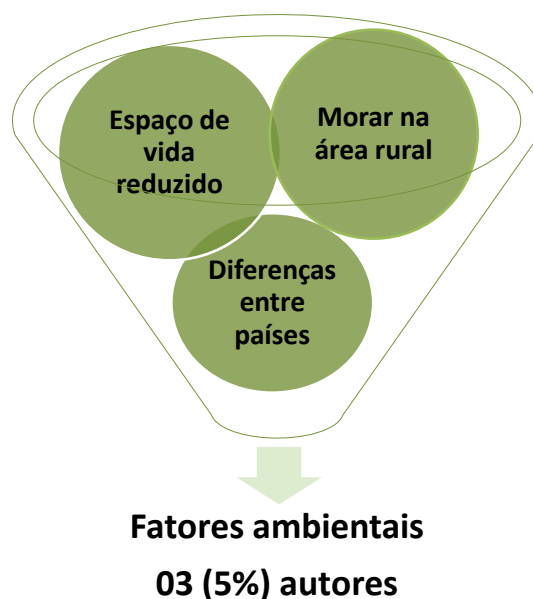 Espaço de
vida
reduzido
Morar na
área rural
Diferenças
entre
países
Fatores ambientais
03 (5%) autores